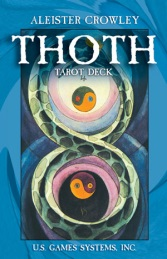 ALEISTER CROWLEY
THOTH
TAROT DECK
U.S. GAMES SYSTEMS, INC.